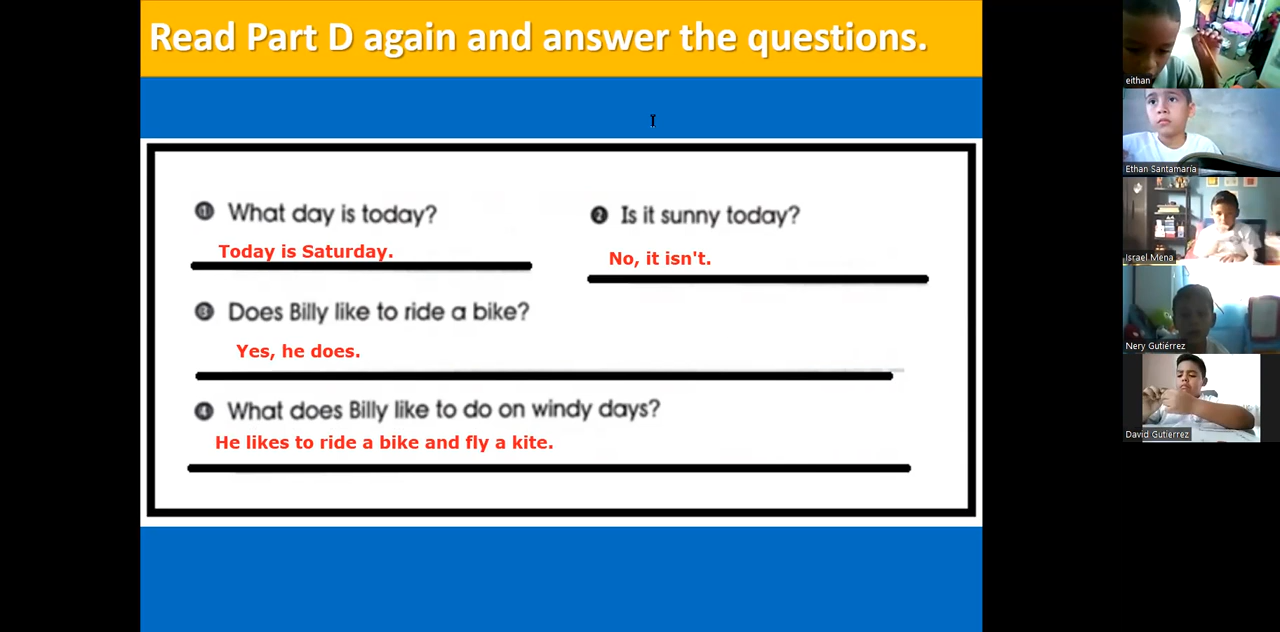 Read Part D again and answer the questions.
1 What day is today?
Today is Saturday.
2 Is it sunny today?
No, it isn't.
3 Does Billy like to ride a bike?
Yes, he does.
4 What does Billy like to do on windy days?
He likes to ride a bike and fly a kite.
eithan
Ethan Santamaría
Israel Mena
Nery Gutiérrez
David Gutierrez